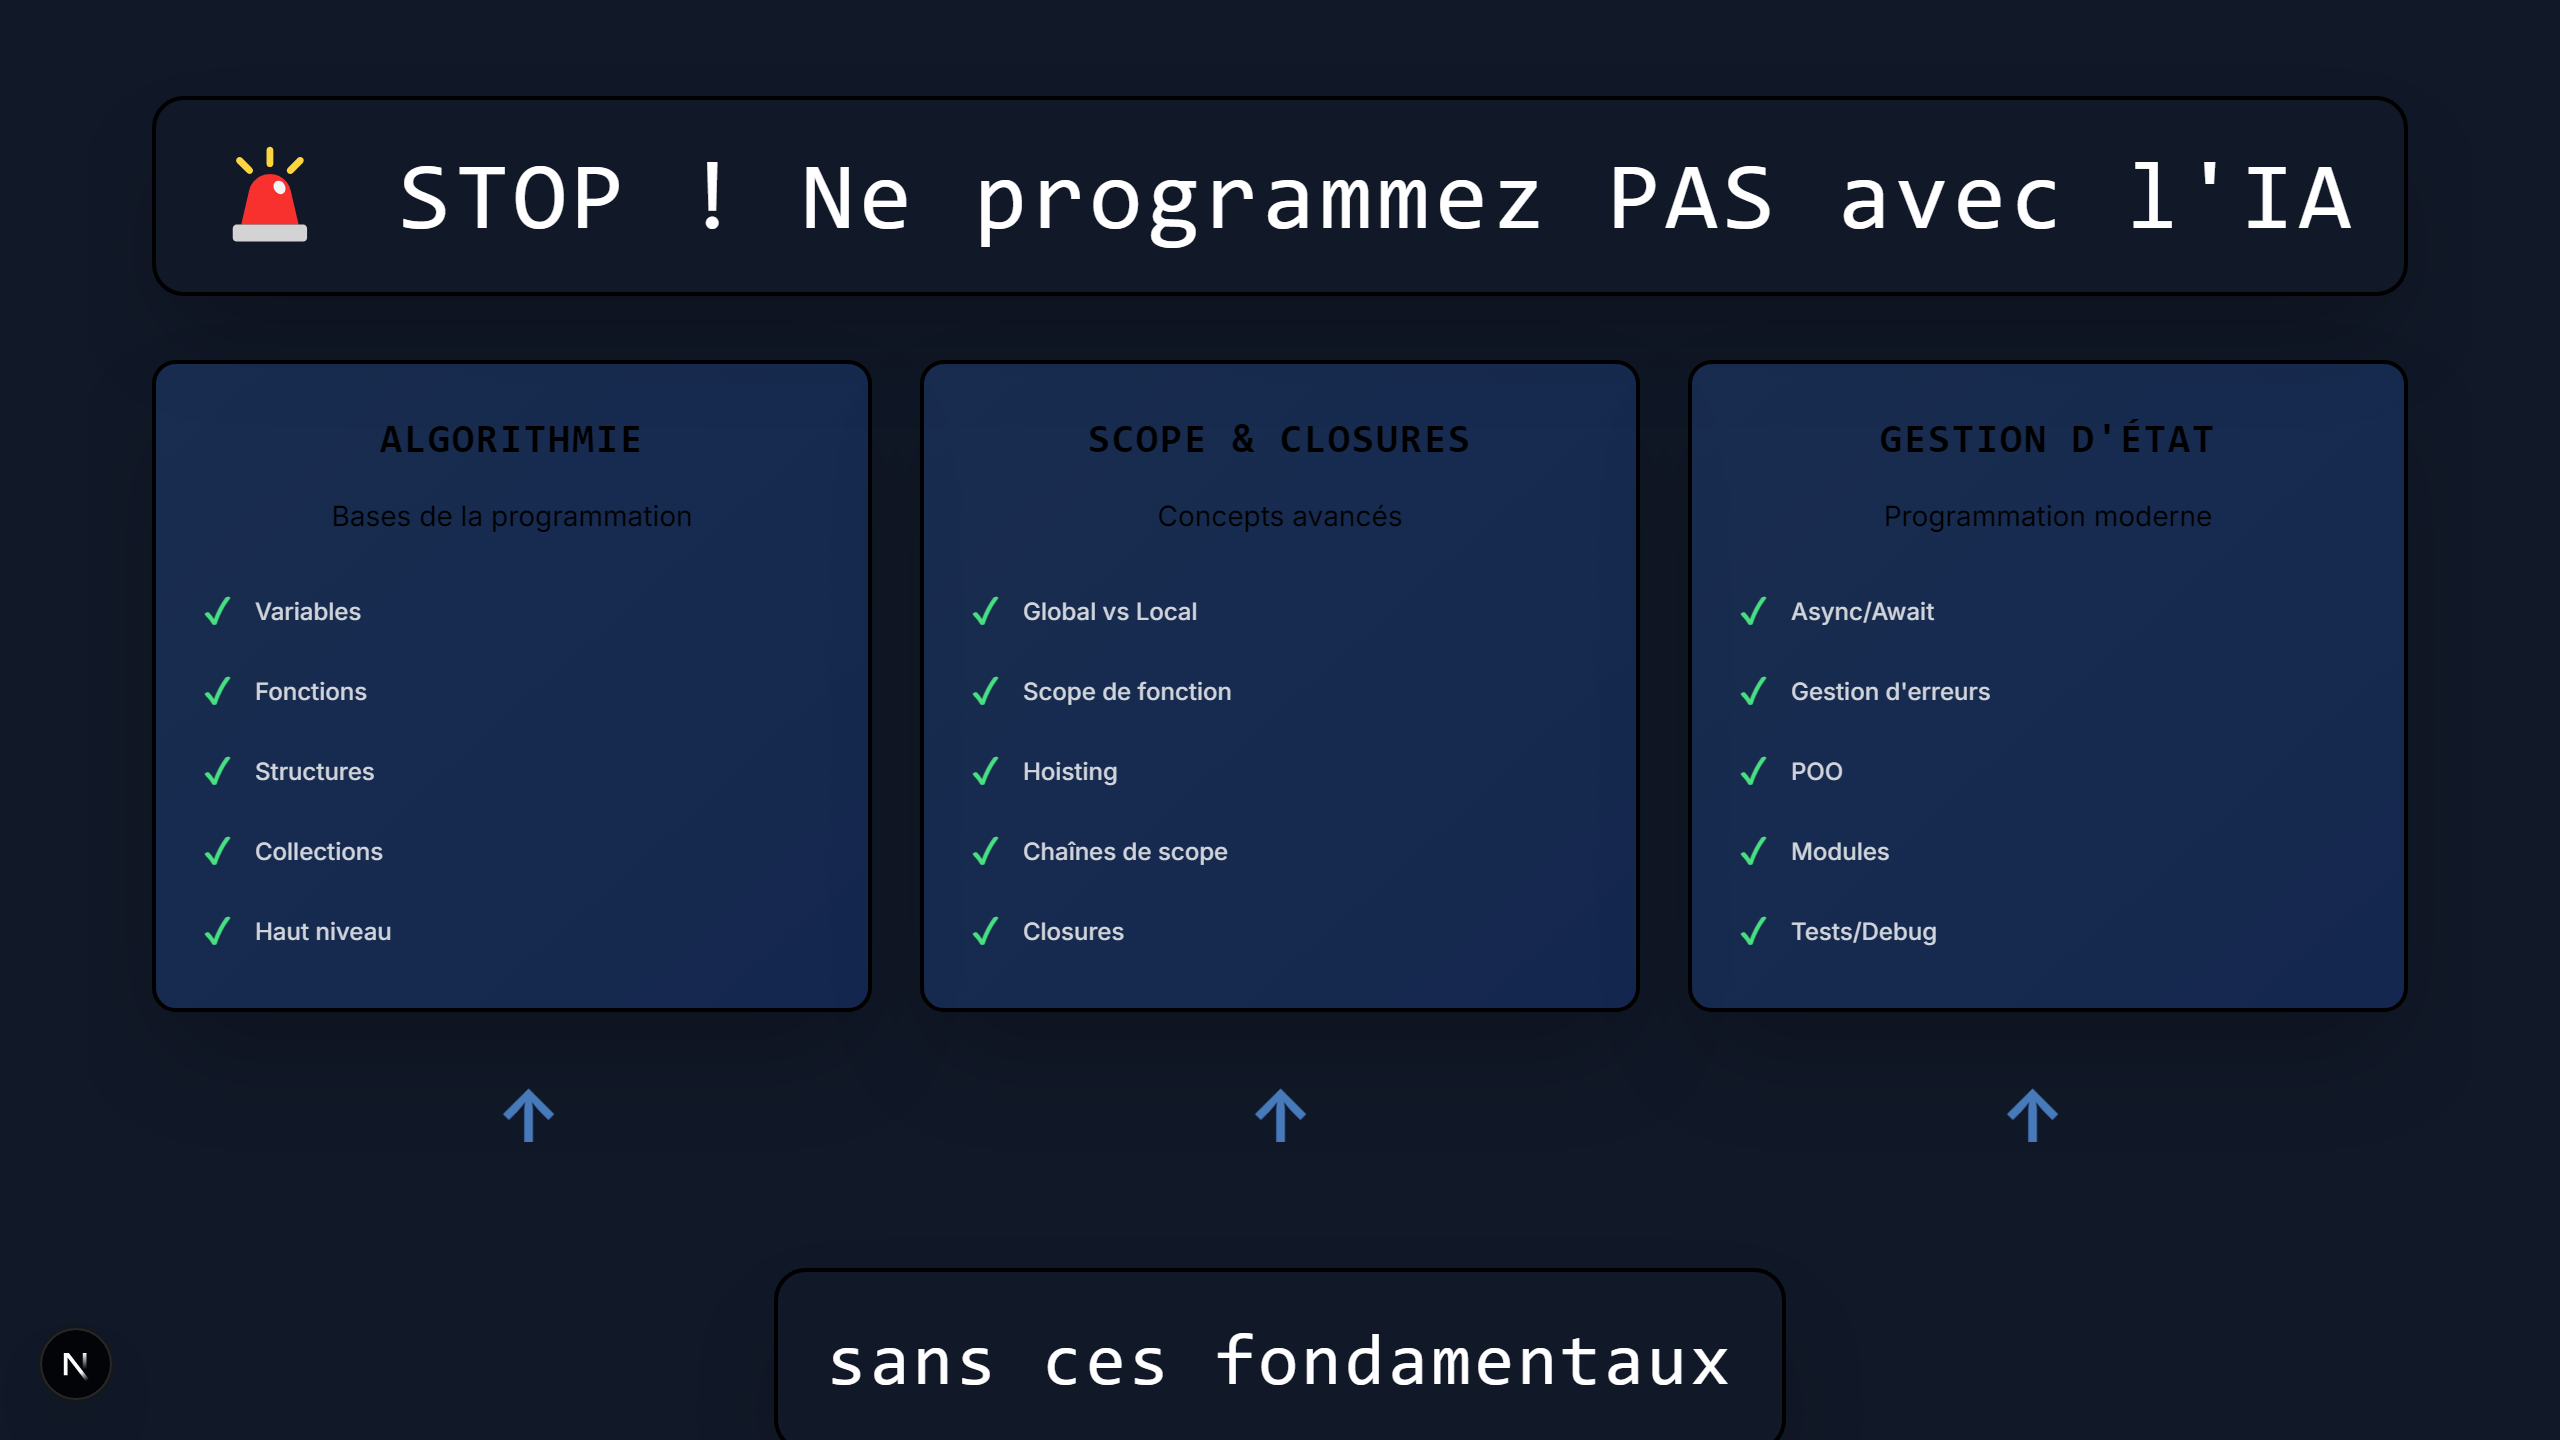 🚨 STOP ! Ne programmez PAS avec l'IA
ALGORITHMIE
Bases de la programmation
✓ Variables
✓ Fonctions
✓ Structures
✓ Collections
✓ Haut niveau
SCOPE & CLOSURES
Concepts avancés
✓ Global vs Local
✓ Scope de fonction
✓ Hoisting
✓ Chaînes de scope
✓ Closures
GESTION D'ÉTAT
Programmation moderne
✓ Async/Await
✓ Gestion d'erreurs
✓ POO
✓ Modules
✓ Tests/Debug
↑ ↑ ↑
sans ces fondamentaux
N